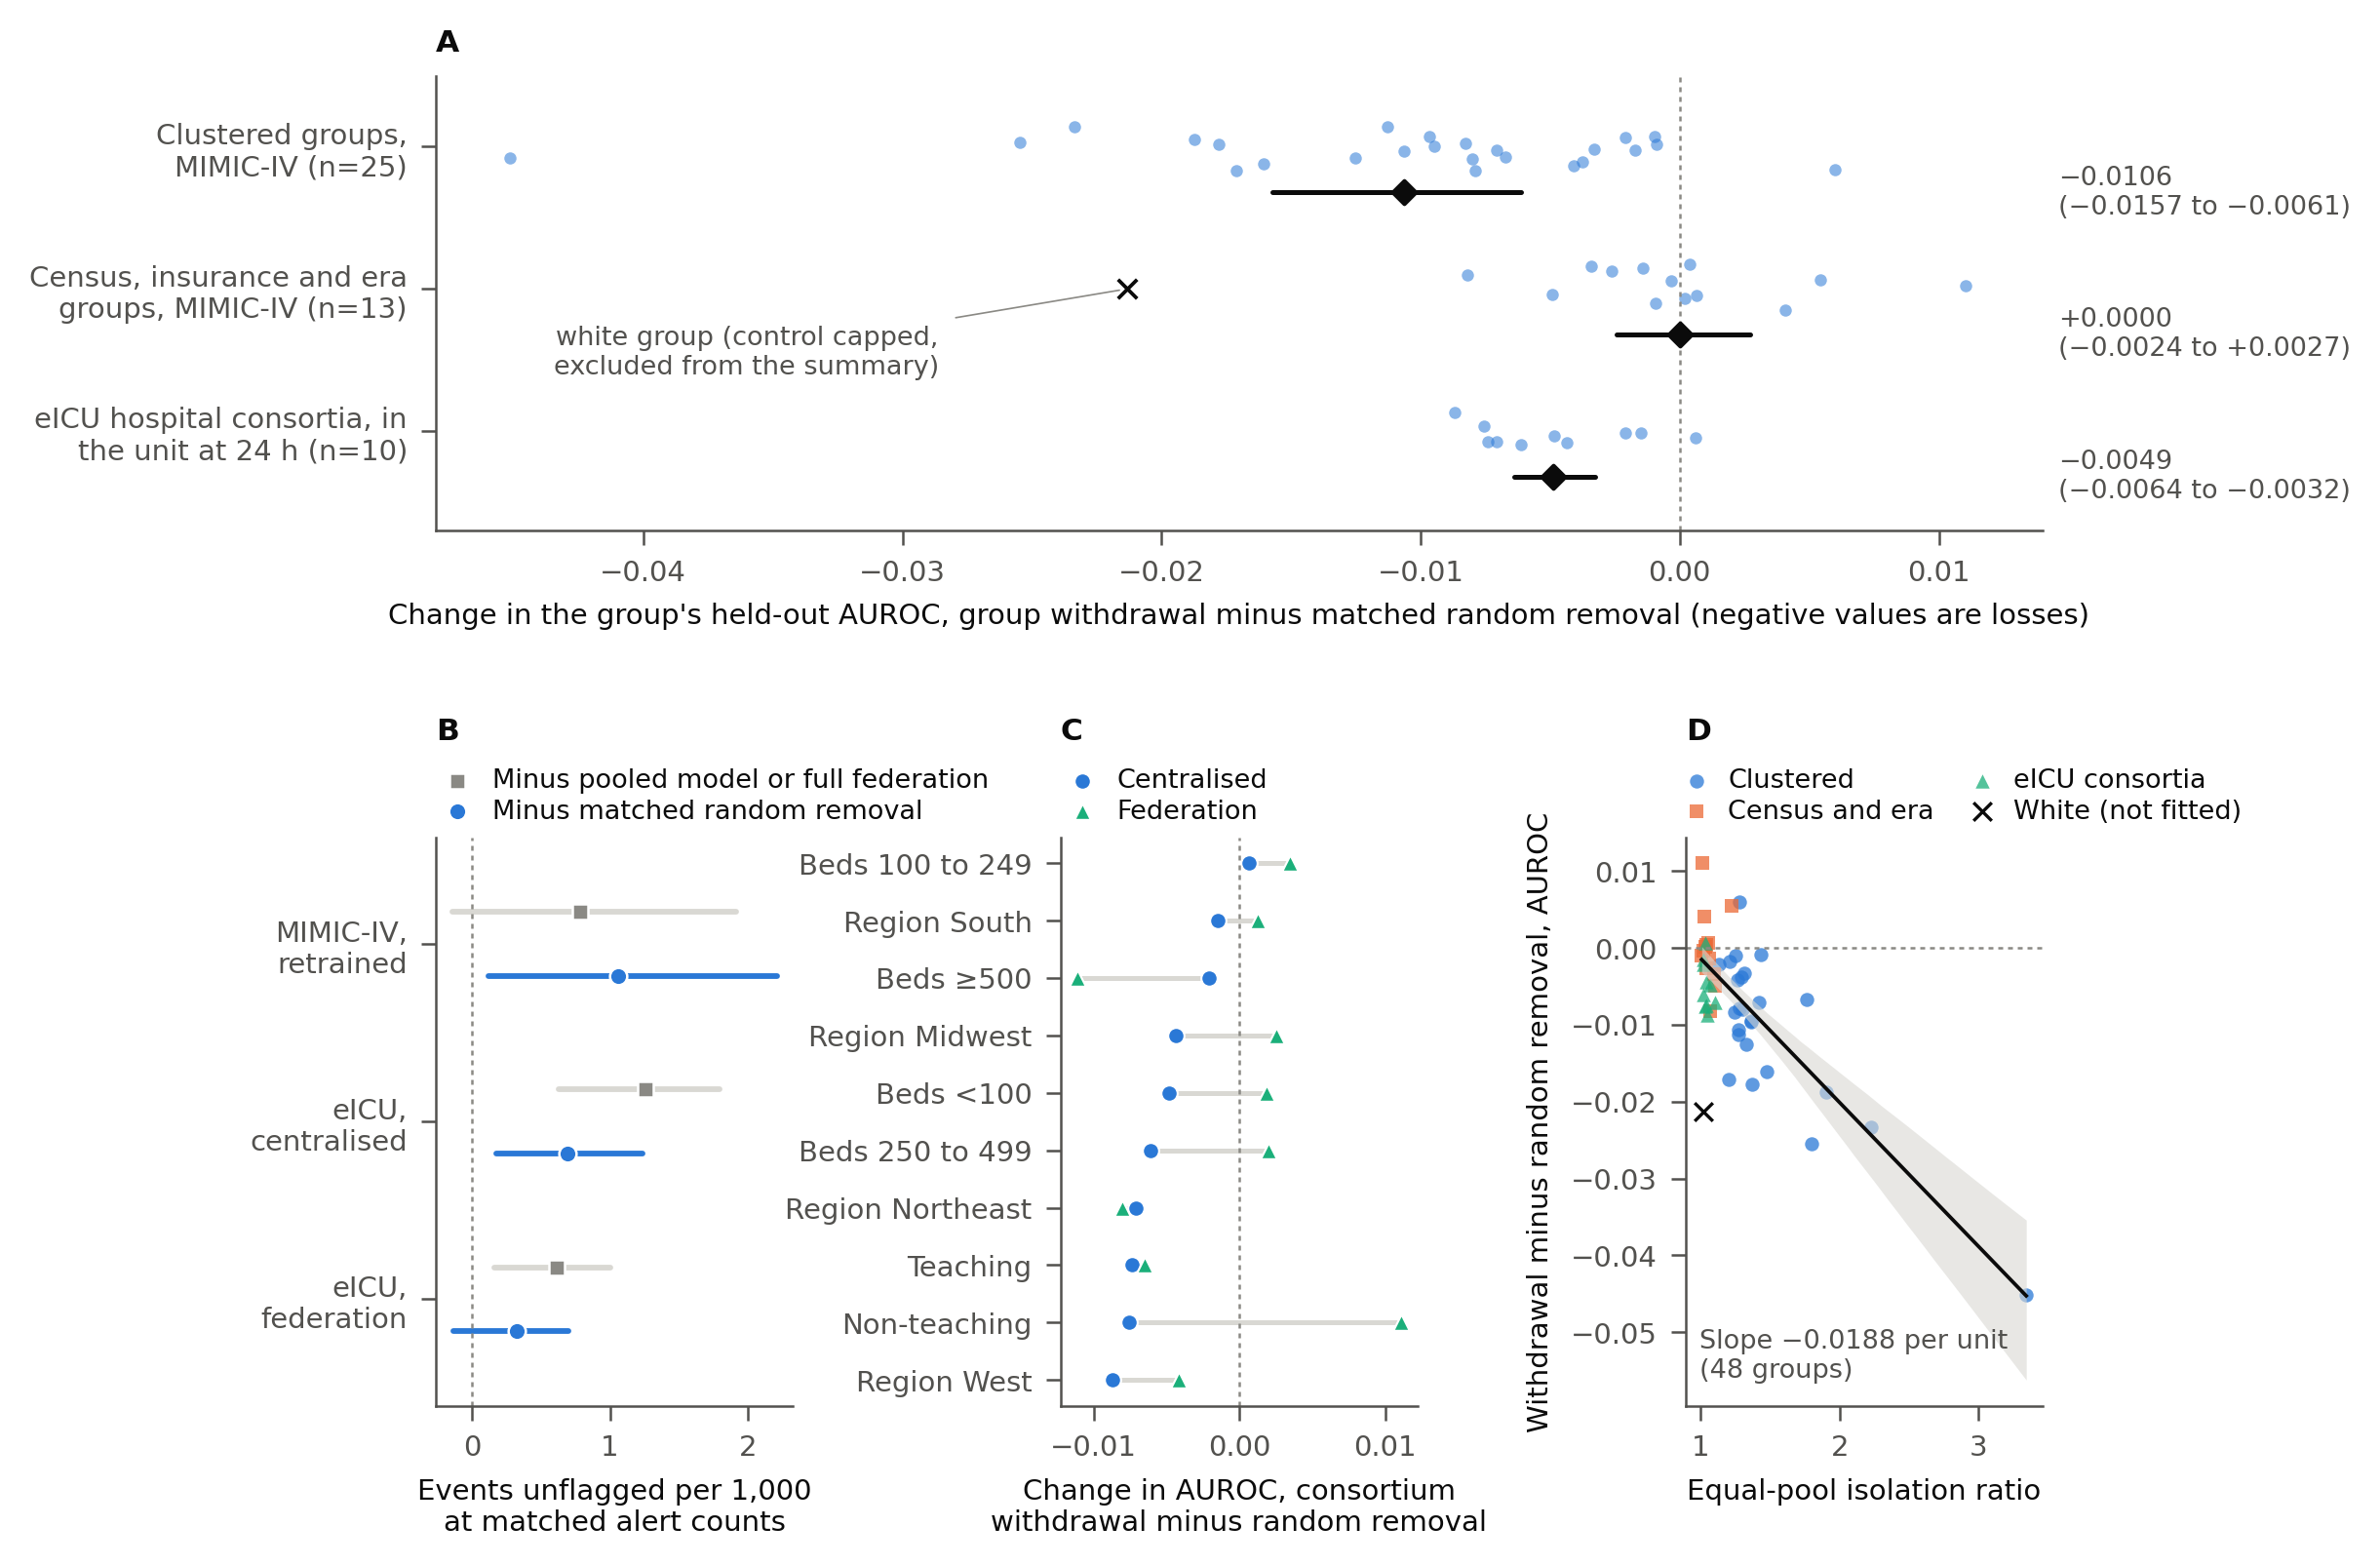 A
Clustered groups,
MIMIC-IV (n=25)
−0.0106
(−0.0157 to −0.0061)
Census, insurance and era
groups, MIMIC-IV (n=13)
+0.0000
(−0.0024 to +0.0027)
white group (control capped,
excluded from the summary)
eICU hospital consortia, in
the unit at 24 h (n=10)
−0.0049
(−0.0064 to −0.0032)
−0.04
−0.03
−0.02
−0.01
0.00
0.01
Change in the group's held-out AUROC, group withdrawal minus matched random removal (negative values are losses)
B
Minus pooled model or full federation
Minus matched random removal
MIMIC-IV,
retrained
eICU,
centralised
eICU,
federation
0
1
2
Events unflagged per 1,000
at matched alert counts
C
Centralised
Federation
Beds 100 to 249
Region South
Beds ≥500
Region Midwest
Beds <100
Beds 250 to 499
Region Northeast
Teaching
Non-teaching
Region West
−0.01
0.00
0.01
Change in AUROC, consortium
withdrawal minus random removal
D
Clustered
Census and era
eICU consortia
White (not fitted)
Withdrawal minus random removal, AUROC
0.01
0.00
−0.01
−0.02
−0.03
−0.04
−0.05
Slope −0.0188 per unit
(48 groups)
1
2
3
Equal-pool isolation ratio